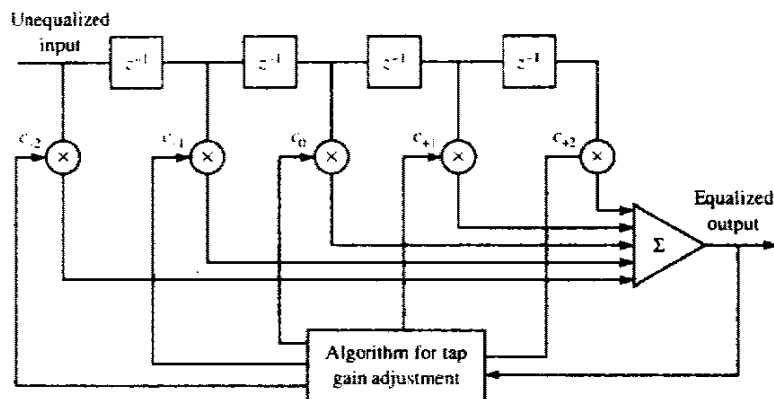 Unequalized
input
z⁻¹ z⁻¹ z⁻¹ z⁻¹
c₋₂ c₋₁ c₀ c₊₁ c₊₂
× × × × ×
Equalized
output
Σ
Algorithm for tap
gain adjustment